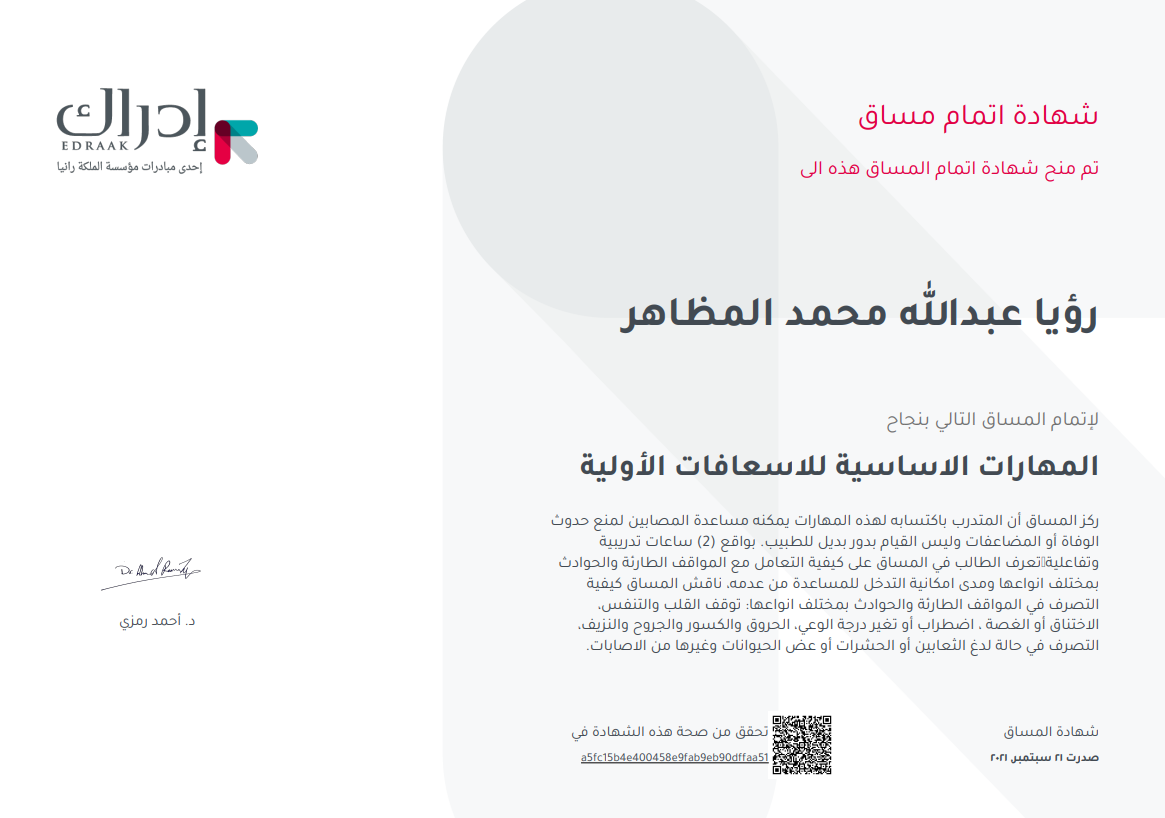 إدراك
EDRAAK
إحدى مبادرات مؤسسة الملكة رانيا
شهادة اتمام مساق
تم منح شهادة اتمام المساق هذه الى
رؤيا عبدالله محمد المظاهر
لإتمام المساق التالي بنجاح
المهارات الاساسية للاسعافات الأولية
ركز المساق أن المتدرب باكتسابه لهذه المهارات يمكنه مساعدة المصابين لمنع حدوث
الوفاة أو المضاعفات وليس القيام بدور بديل للطبيب. بواقع (2) ساعات تدريبية
وتفاعلية تعرف الطالب في المساق على كيفية التعامل مع المواقف الطارئة والحوادث
بمختلف انواعها ومدى امكانية التدخل للمساعدة من عدمه، ناقش المساق كيفية
التصرف في المواقف الطارئة والحوادث بمختلف انواعها: توقف القلب والتنفس،
الاختناق أو الغصة ، اضطراب أو تغير درجة الوعي، الحروق والكسور والجروح والنزيف،
التصرف في حالة لدغ الثعابين أو الحشرات أو عض الحيوانات وغيرها من الاصابات.
د. أحمد رمزي
شهادة المساق
صدرت ٢١ سبتمبر, ٢٠٢١
تحقق من صحة هذه الشهادة في
a5fc15b4e400458e9fab9eb90dffaa51